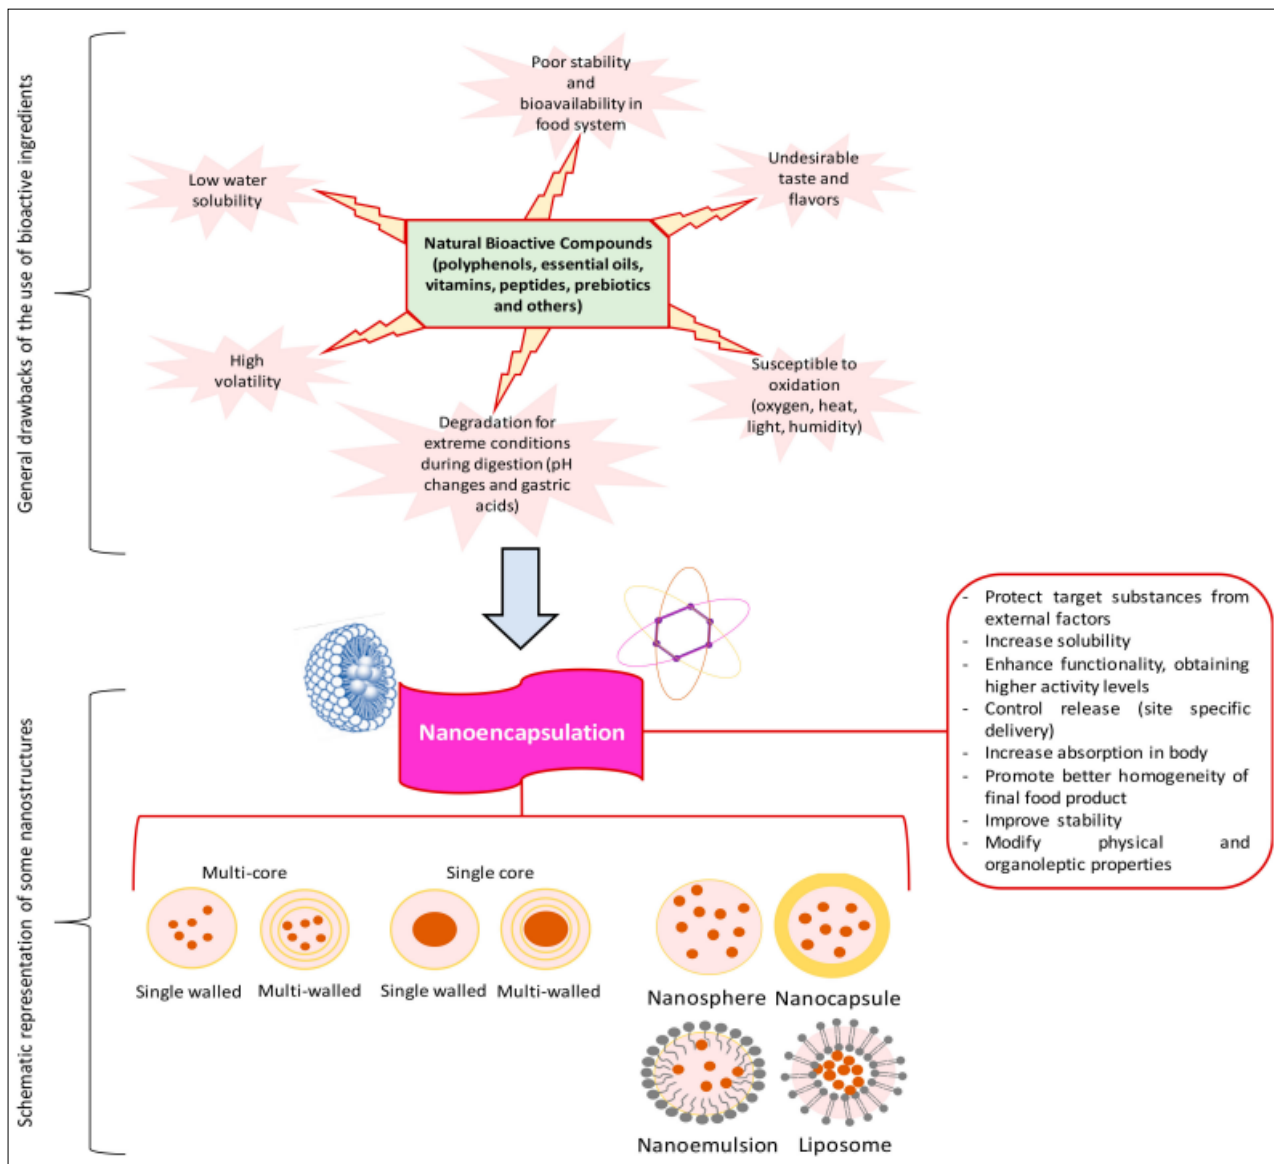 General drawbacks of the use of bioactive ingredients
Poor stability
and
bioavailability in
food system
Low water
solubility
Undesirable
taste and
flavors
Natural Bioactive Compounds
(polyphenols, essential oils,
vitamins, peptides, prebiotics
and others)
High
volatility
Susceptible to
oxidation
(oxygen, heat,
light, humidity)
Degradation for
extreme conditions
during digestion (pH
changes and gastric
acids)
Schematic representation of some nanostructures
Nanoencapsulation
- Protect target substances from
external factors
- Increase solubility
- Enhance functionality, obtaining
higher activity levels
- Control release (site specific
delivery)
- Increase absorption in body
- Promote better homogeneity of
final food product
- Improve stability
- Modify physical and
organoleptic properties
Multi-core
Single core
Single walled
Multi-walled
Single walled
Multi-walled
Nanosphere
Nanocapsule
Nanoemulsion
Liposome